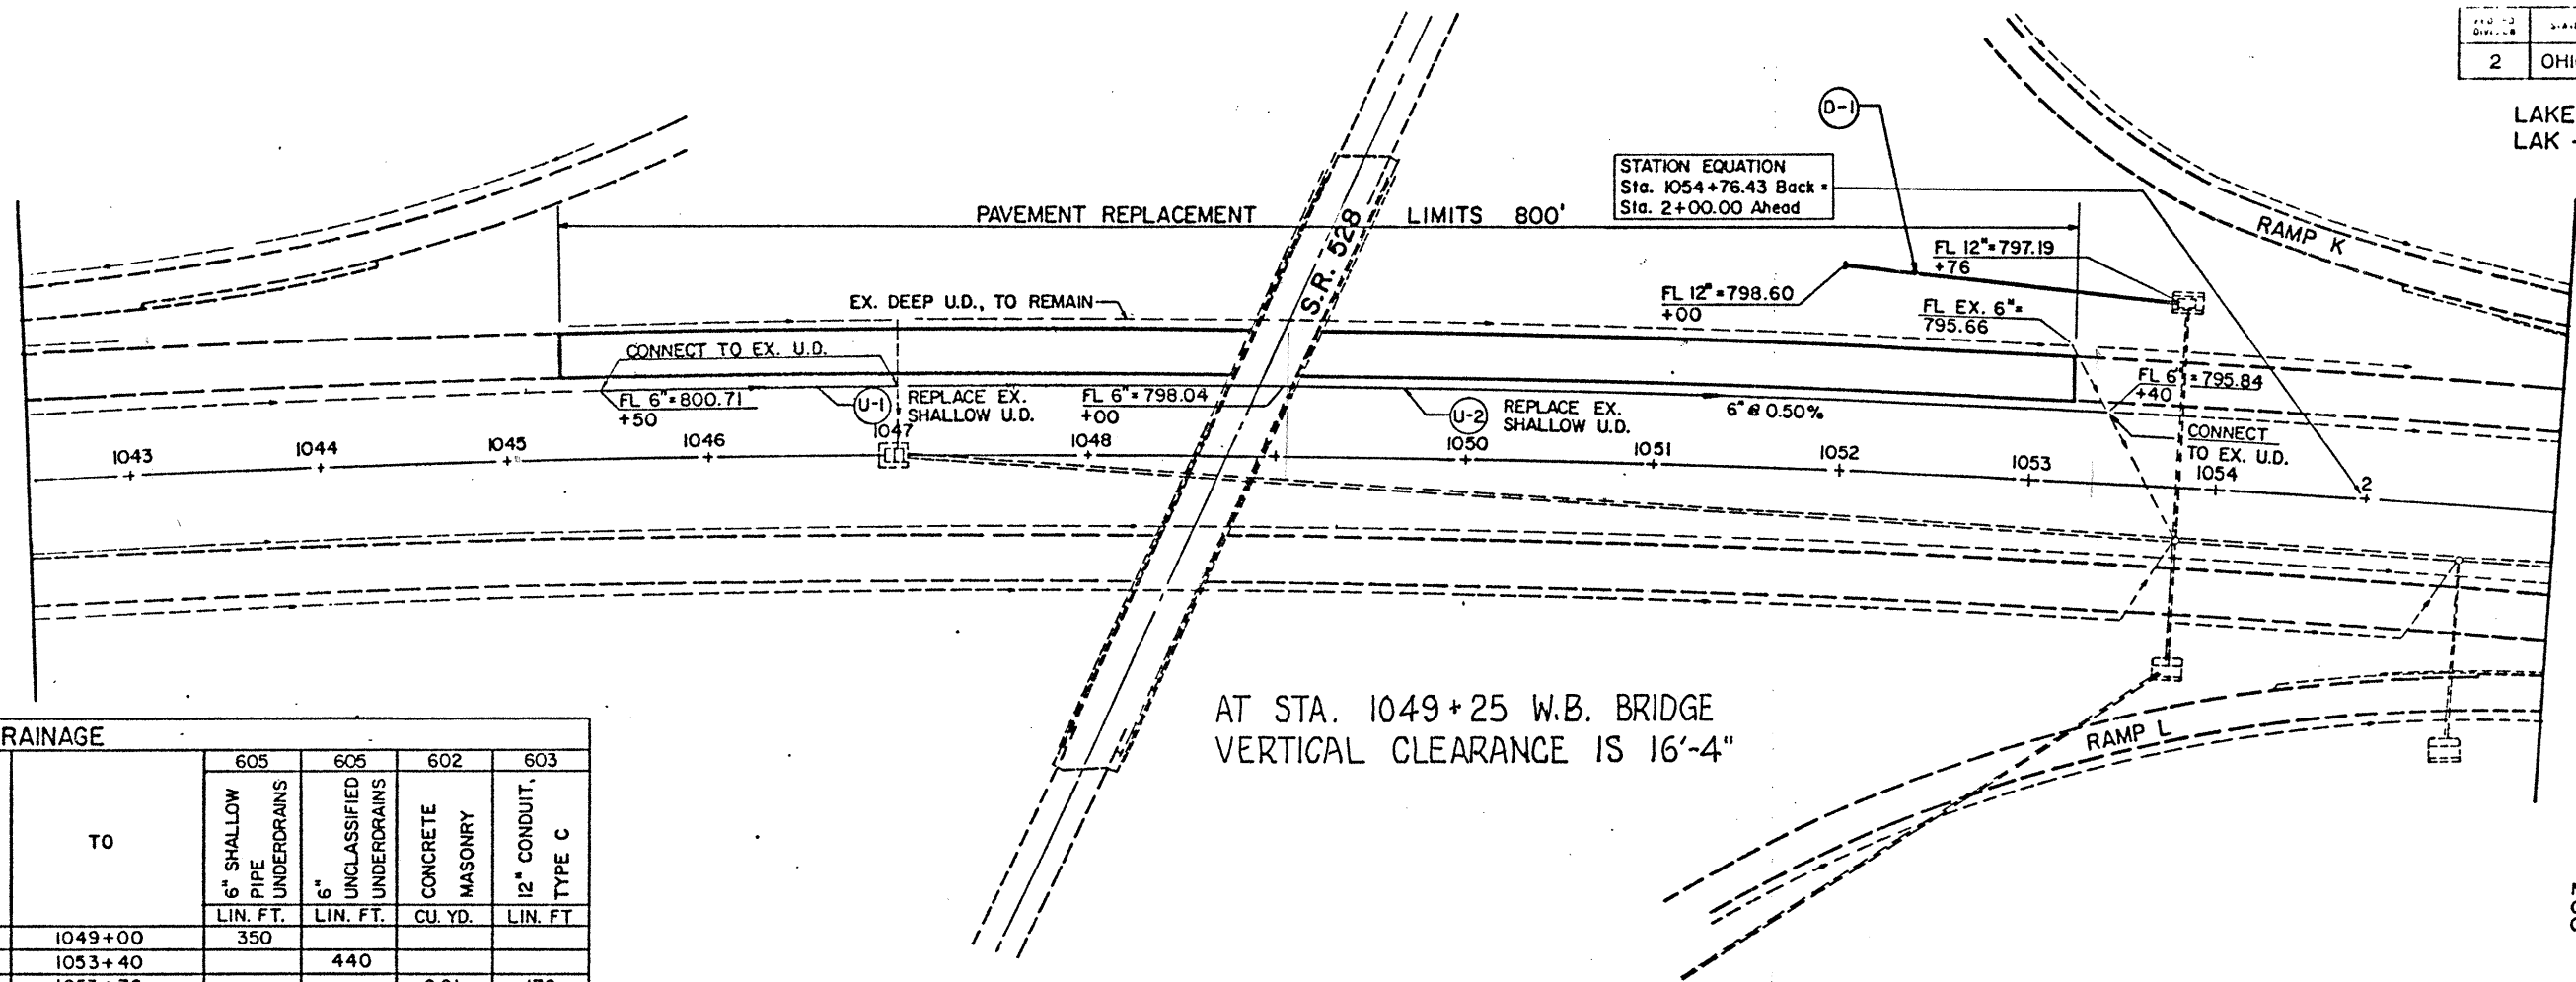 2
OHI
LAKE
LAK -
D-1
STATION EQUATION
Sta. 1054+76.43 Back =
Sta. 2+00.00 Ahead
PAVEMENT REPLACEMENT LIMITS 800'
S.R. 528
RAMP K
FL 12"=797.19
+76
EX. DEEP U.D., TO REMAIN
FL 12"=798.60
+00
FL EX. 6"=
795.66
CONNECT TO EX. U.D.
FL 6"=800.71
+50
U-1
REPLACE EX.
SHALLOW U.D.
FL 6"=798.04
+00
U-2
REPLACE EX.
SHALLOW U.D.
6" @ 0.50%
FL 6"=795.84
+40
CONNECT
TO EX. U.D.
1043
1044
1045
1046
1047
1048
1050
1051
1052
1053
1054
2
AT STA. 1049+25 W.B. BRIDGE
VERTICAL CLEARANCE IS 16'-4"
RAMP L
RAINAGE
TO
605
605
602
603
6" SHALLOW
PIPE
UNDERDRAINS
6"
UNCLASSIFIED
UNDERDRAINS
CONCRETE
MASONRY
12" CONDUIT,
TYPE C
LIN. FT.
LIN. FT.
CU. YD.
LIN. FT
1049+00 350
1053+40 440